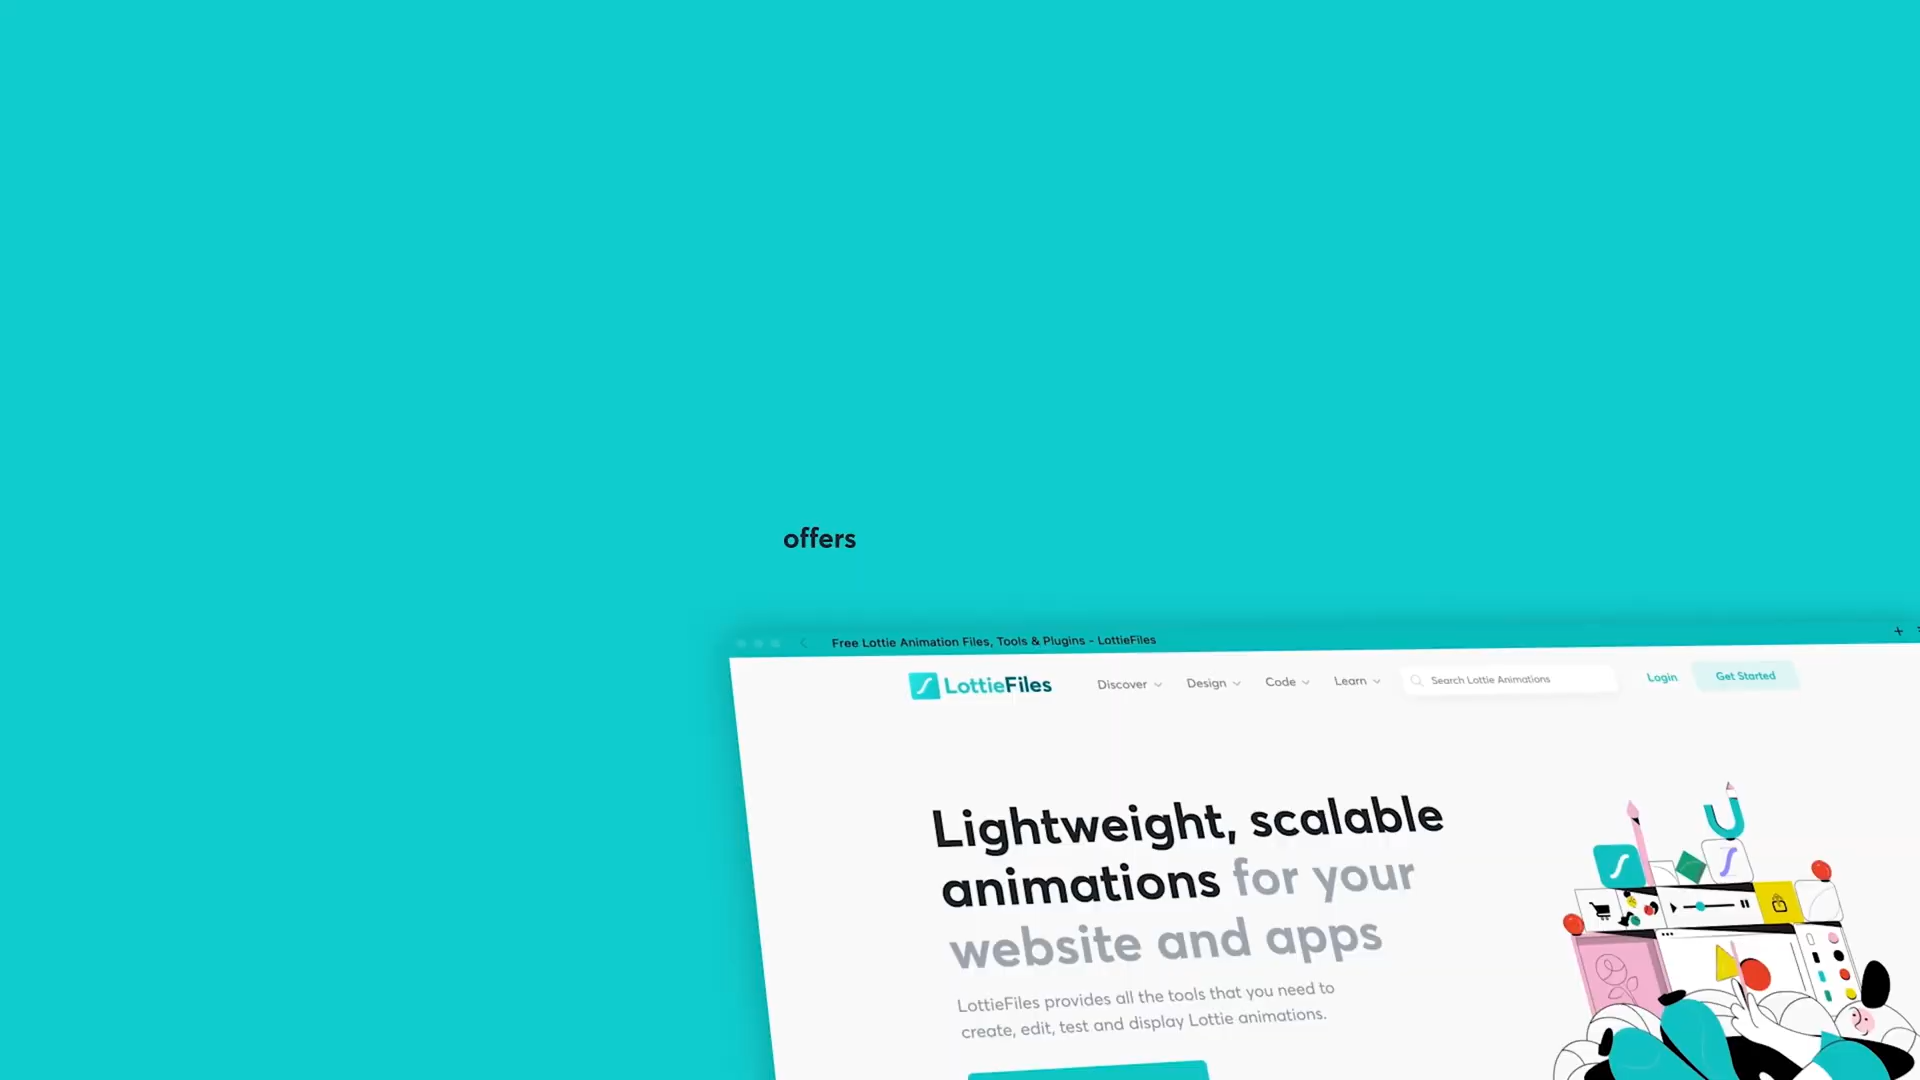 offers
Free Lottie Animation Files, Tools & Plugins - LottieFiles
LottieFiles Discover Design Code Learn Search Lottie Animations Login Get Started
Lightweight, scalable
animations for your
website and apps
LottieFiles provides all the tools that you need to
create, edit, test and display Lottie animations.